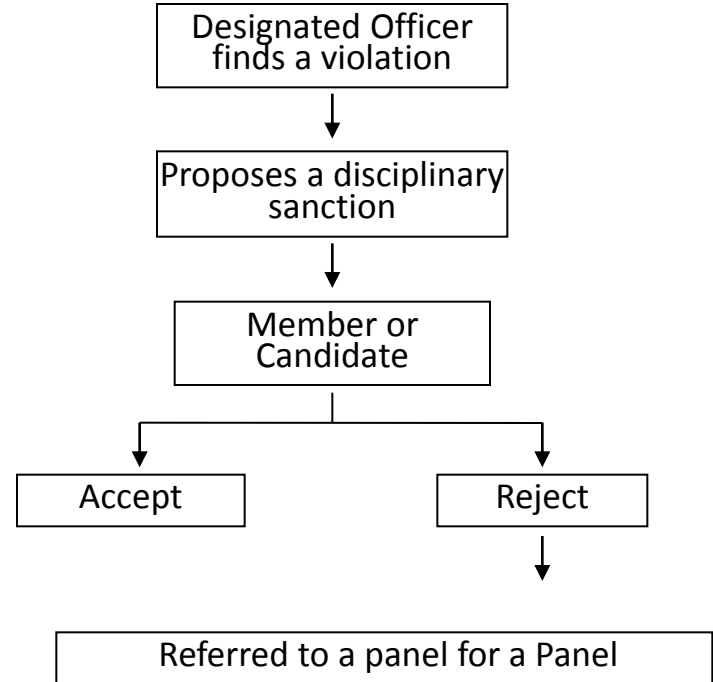 Designated Officer
finds a violation
Proposes a disciplinary
sanction
Member or
Candidate
Accept
Reject
Referred to a panel for a Panel